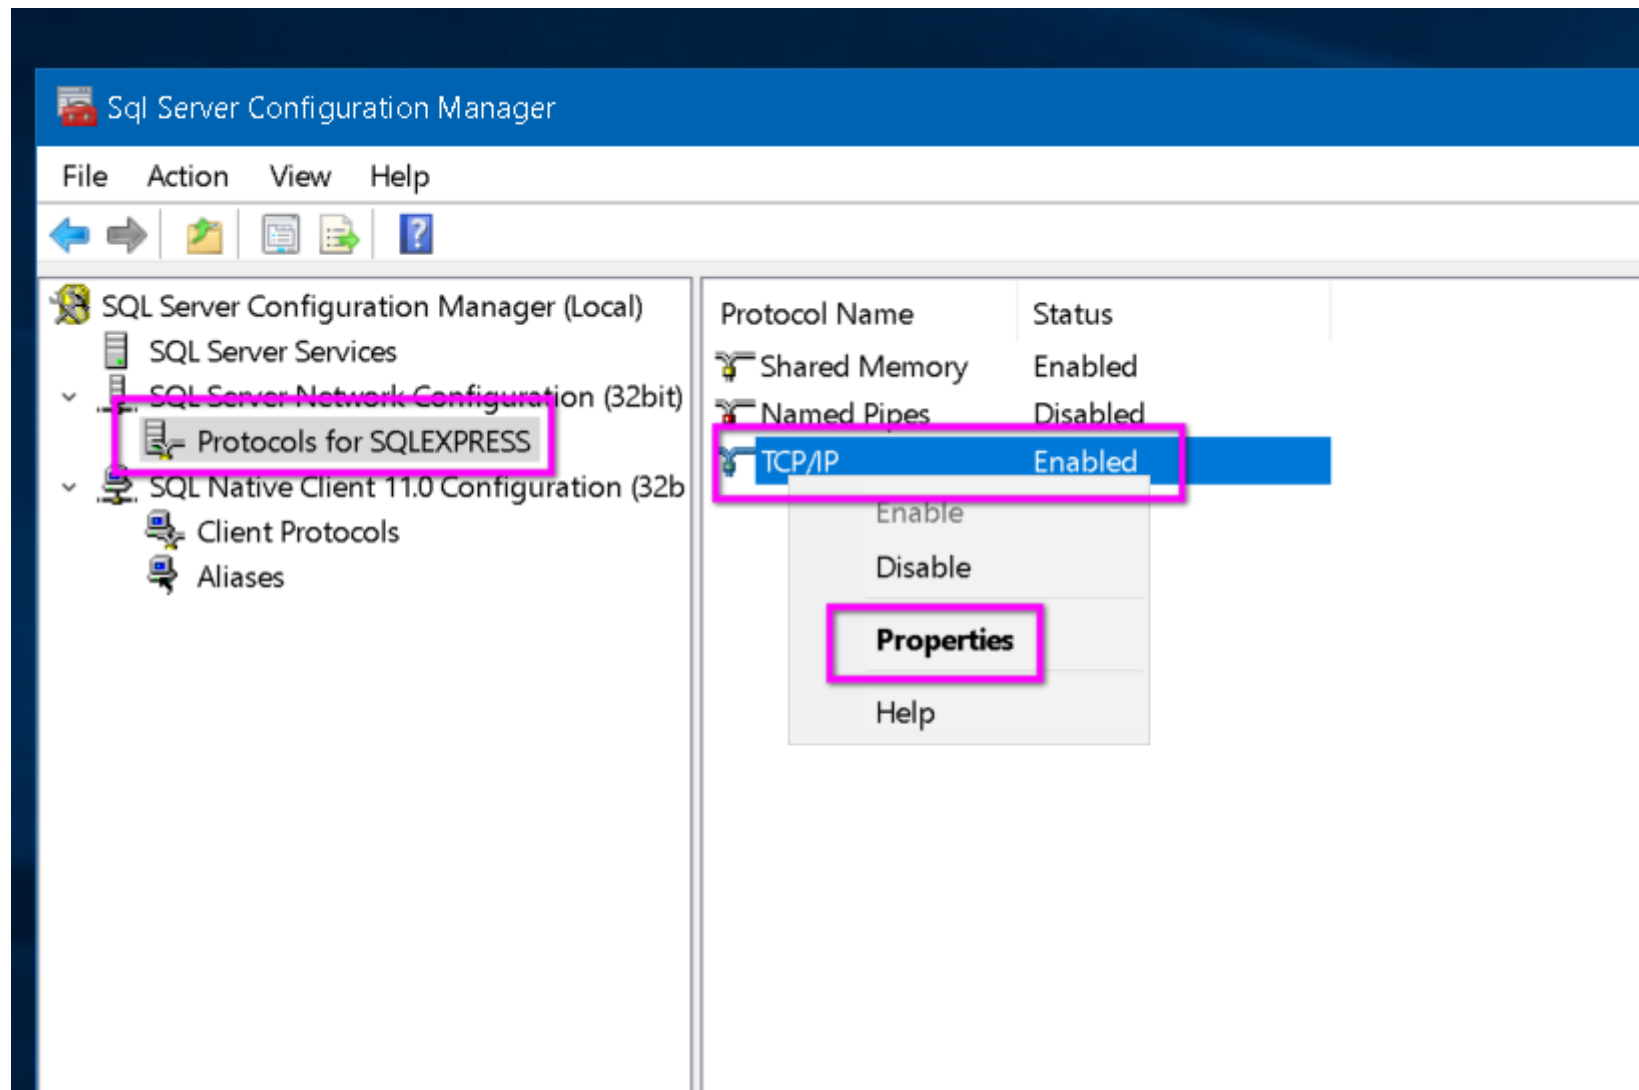 Sql Server Configuration Manager
File Action View Help
SQL Server Configuration Manager (Local)
SQL Server Services
SQL Server Network Configuration (32bit)
Protocols for SQLEXPRESS
SQL Native Client 11.0 Configuration (32b
Client Protocols
Aliases
Protocol Name Status
Shared Memory Enabled
Named Pipes Disabled
TCP/IP Enabled
Enable
Disable
Properties
Help